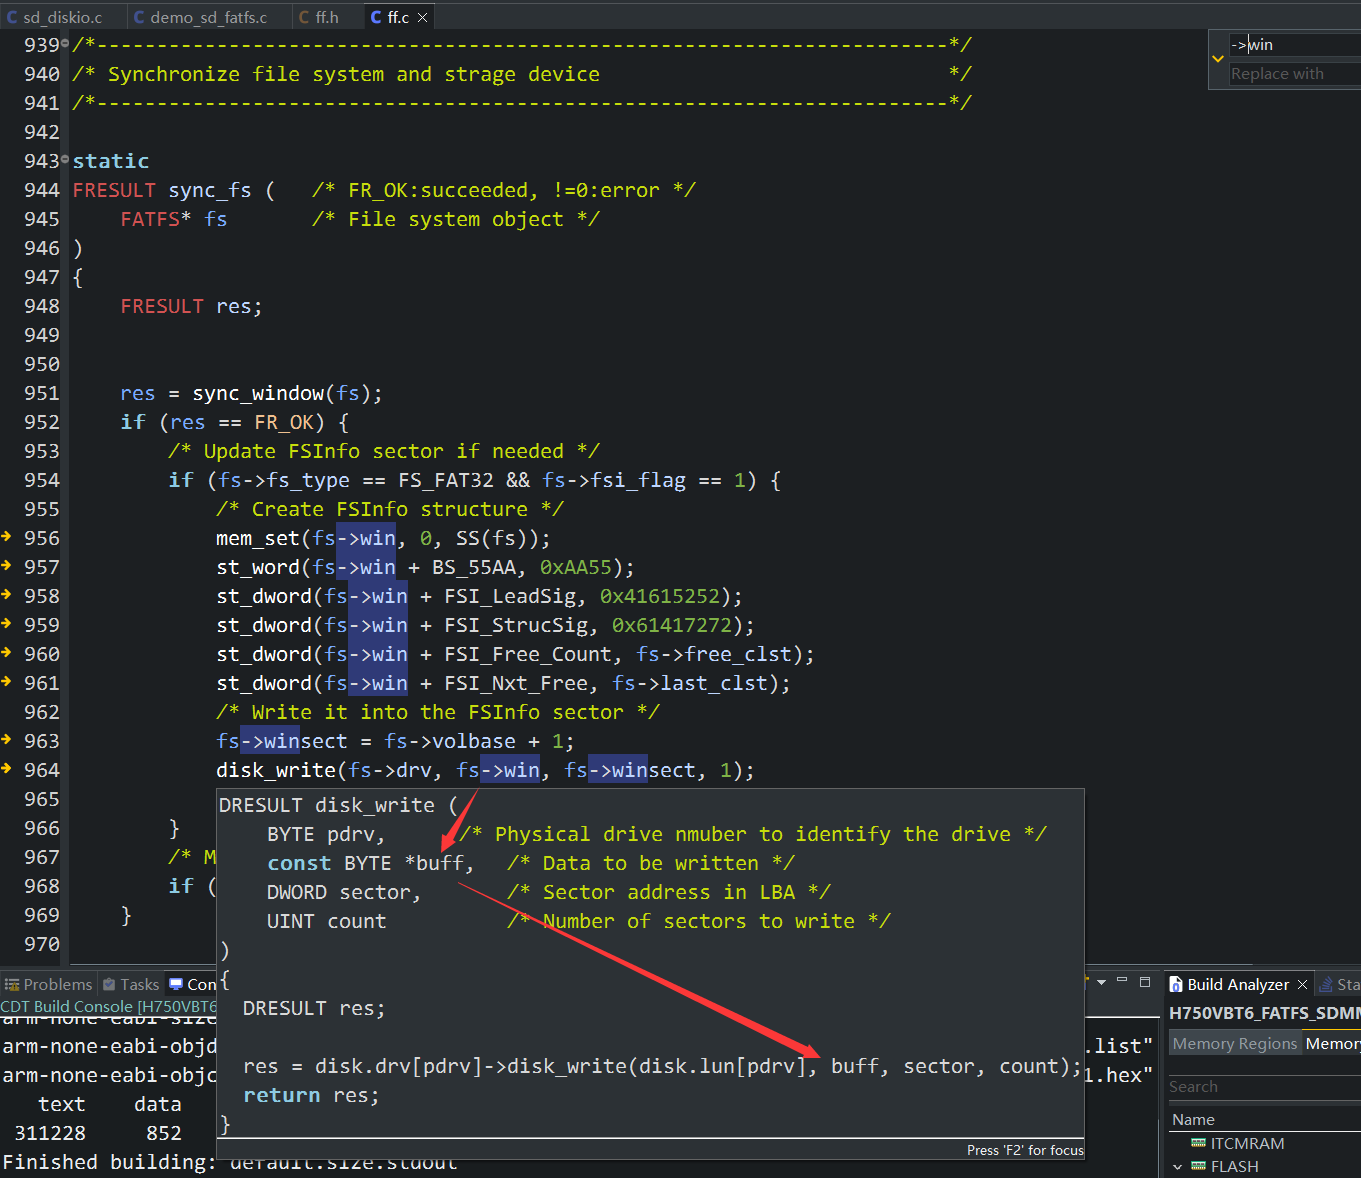 sd_diskio.c demo_sd_fatfs.c ff.h ff.c
->win
Replace with
939 /*-----------------------------------------------------------------------*/
940 /* Synchronize file system and strage device */
941 /*-----------------------------------------------------------------------*/
942
943 static
944 FRESULT sync_fs ( /* FR_OK:succeeded, !=0:error */
945 FATFS* fs /* File system object */
946 )
947 {
948 FRESULT res;
949
950
951 res = sync_window(fs);
952 if (res == FR_OK) {
953 /* Update FSInfo sector if needed */
954 if (fs->fs_type == FS_FAT32 && fs->fsi_flag == 1) {
955 /* Create FSInfo structure */
956 mem_set(fs->win, 0, SS(fs));
957 st_word(fs->win + BS_55AA, 0xAA55);
958 st_dword(fs->win + FSI_LeadSig, 0x41615252);
959 st_dword(fs->win + FSI_StrucSig, 0x61417272);
960 st_dword(fs->win + FSI_Free_Count, fs->free_clst);
961 st_dword(fs->win + FSI_Nxt_Free, fs->last_clst);
962 /* Write it into the FSInfo sector */
963 fs->winsect = fs->volbase + 1;
964 disk_write(fs->drv, fs->win, fs->winsect, 1);
965
966 }
967 /* M
968 if (
969 }
970
DRESULT disk_write (
BYTE pdrv, /* Physical drive nmuber to identify the drive */
const BYTE *buff, /* Data to be written */
DWORD sector, /* Sector address in LBA */
UINT count /* Number of sectors to write */
)
{
DRESULT res;
res = disk.drv[pdrv]->disk_write(disk.lun[pdrv], buff, sector, count);
return res;
}
Press 'F2' for focus
Problems Tasks Con
CDT Build Console [H750VBT6
arm-none-eabi-size
arm-none-eabi-objd .list"
arm-none-eabi-objc 1.hex"
text data
311228 852
Finished building: default.size.stdout
Build Analyzer Sta
H750VBT6_FATFS_SDMM
Memory Regions Memory
Search
Name
ITCMRAM
FLASH